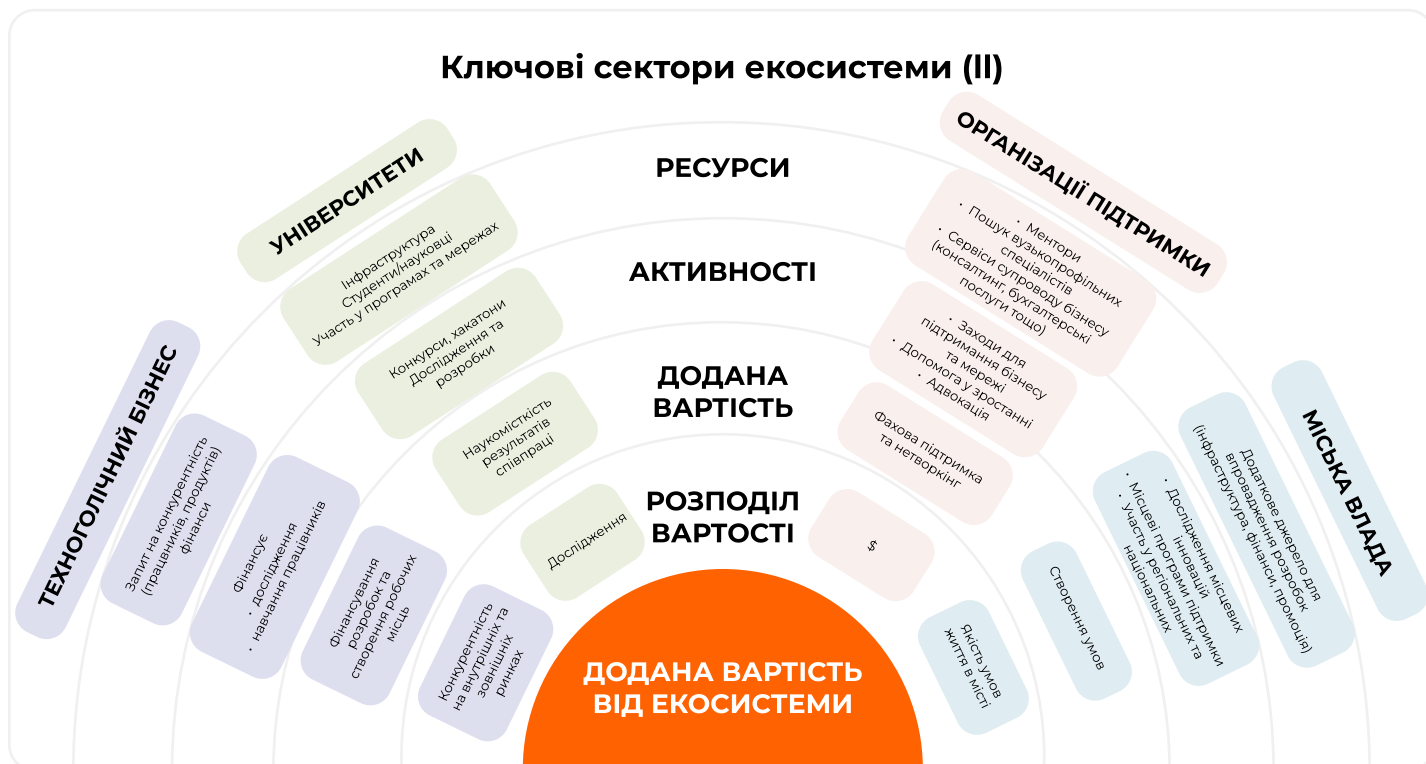 Ключові сектори екосистеми (II)
РЕСУРСИ
АКТИВНОСТІ
ДОДАНА
ВАРТІСТЬ
РОЗПОДІЛ
ВАРТОСТІ
ДОДАНА ВАРТІСТЬ
ВІД ЕКОСИСТЕМИ
ТЕХНОГОЛІЧНИЙ БІЗНЕС
Запит на конкурентність
(працвників, продуктів)
фінанси
Фінансує
· дослідження
· навчання працівників
Фінансування
розробок та
створення робочих
місць
Конкурентність
на внутрішніх та
зовнішніх
ринках
УНІВЕРСИТЕТИ
Інфраструктура
Студенти/науковці
Участь у програмах та мережах
Конкурси, хакатони
Дослідження та
розробки
Наукомісткість
результатів
співпраці
Дослідження
ОРГАНІЗАЦІЇ ПІДТРИМКИ
· Ментори
· Пошук вузькопрофільних
спеціалістів
· Сервіси супроводу бізнесу
(консалтинг, бухгалтерські
послуги тощо)
· Заходи для
підтримання бізнесу
та мережі
· Допомога у зростанні
· Адвокація
Фахова підтримка
та нетворкінг
$
МІСЬКА ВЛАДА
Додаткове джерело для
впровадження розробок
(інфраструктура, фінанси промоція)
· Дослідження місцевих
інновацій
· Місцеві програми підтримки
· Участь у регіональних та
національних
Створення умов
Якість умов
життя в місті